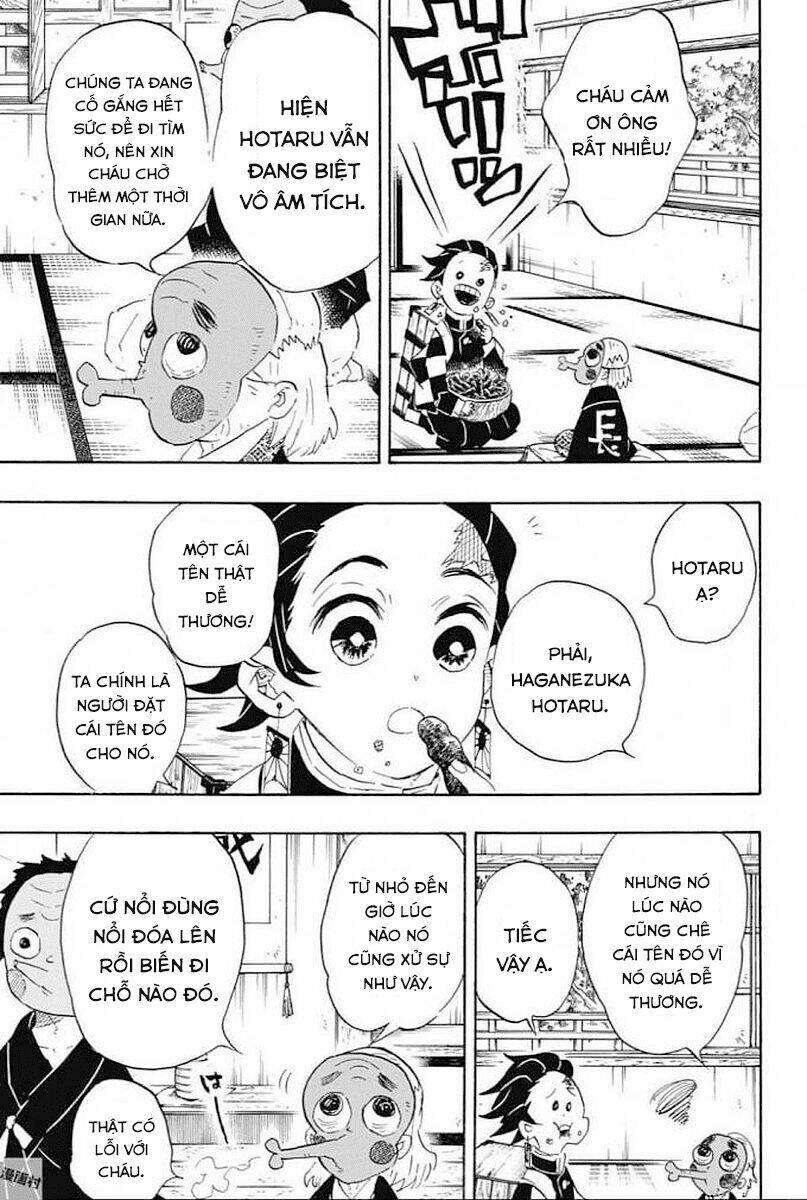 CHÁU CẢM
ƠN ÔNG
RẤT NHIỀU!
長
HIỆN
HOTARU VẪN
ĐANG BIỆT
VÔ ÂM TÍCH.
CHÚNG TA ĐANG
CỐ GẮNG HẾT
SỨC ĐỂ ĐI TÌM
NÓ, NÊN XIN
CHÁU CHỜ
THÊM MỘT THỜI
GIAN NỮA.
HOTARU
Ạ?
PHẢI,
HAGANEZUKA
HOTARU.
MỘT CÁI
TÊN THẬT
DỄ
THƯƠNG!
TA CHÍNH LÀ
NGƯỜI ĐẶT
CÁI TÊN ĐÓ
CHO NÓ.
NHƯNG NÓ
LÚC NÀO
CŨNG CHÊ
CÁI TÊN ĐÓ VÌ
NÓ QUÁ DỄ
THƯƠNG.
TIẾC
VẬY Ạ.
TỪ NHỎ ĐẾN
GIỜ LÚC
NÀO NÓ
CŨNG XỬ SỰ
NHƯ VẬY.
CỨ NỔI ĐÙNG
NỔI ĐÓA LÊN
RỒI BIẾN ĐI
CHỖ NÀO ĐÓ.
は
THẬT CÓ
LỖI VỚI
CHÁU.
漫画村